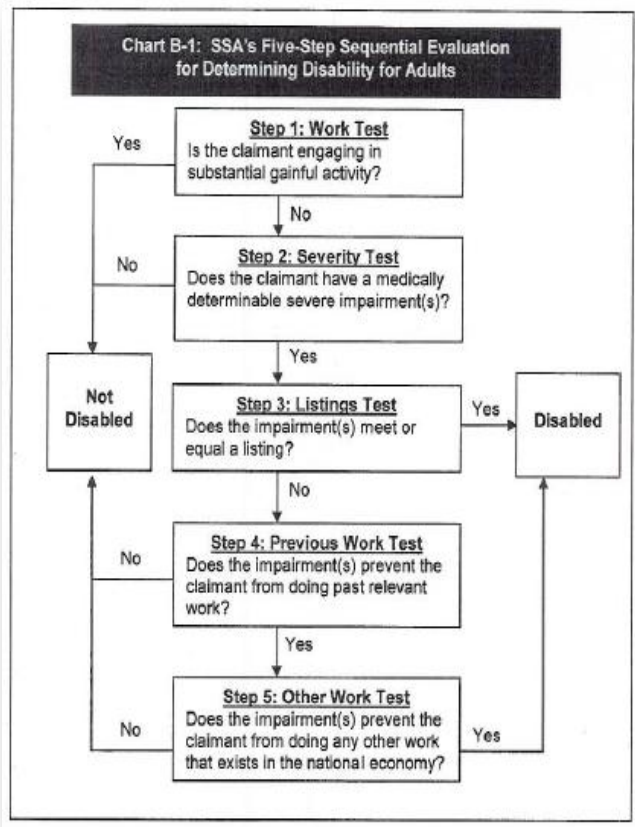 Chart B-1: SSA's Five-Step Sequential Evaluation
for Determining Disability for Adults
Step 1: Work Test
Is the claimant engaging in
substantial gainful activity?
Yes
No
Step 2: Severity Test
Does the claimant have a medically
determinable severe impairment(s)?
No
Yes
Not
Disabled
Step 3: Listings Test
Does the impairment(s) meet or
equal a listing?
Yes
Disabled
No
Step 4: Previous Work Test
Does the impairment(s) prevent the
claimant from doing past relevant
work?
No
Yes
Step 5: Other Work Test
Does the impairment(s) prevent the
claimant from doing any other work
that exists in the national economy?
No
Yes